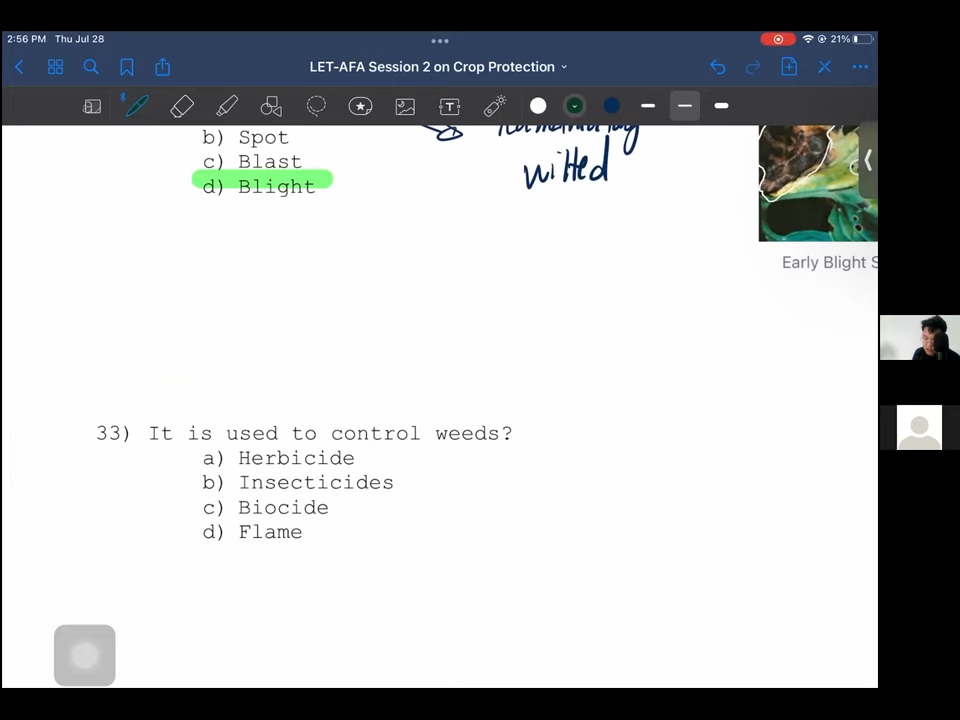 2:56 PM Thu Jul 28
21%
LET-AFA Session 2 on Crop Protection
b) Spot
c) Blast
d) Blight
wilted
Early Blight S
33) It is used to control weeds?
a) Herbicide
b) Insecticides
c) Biocide
d) Flame